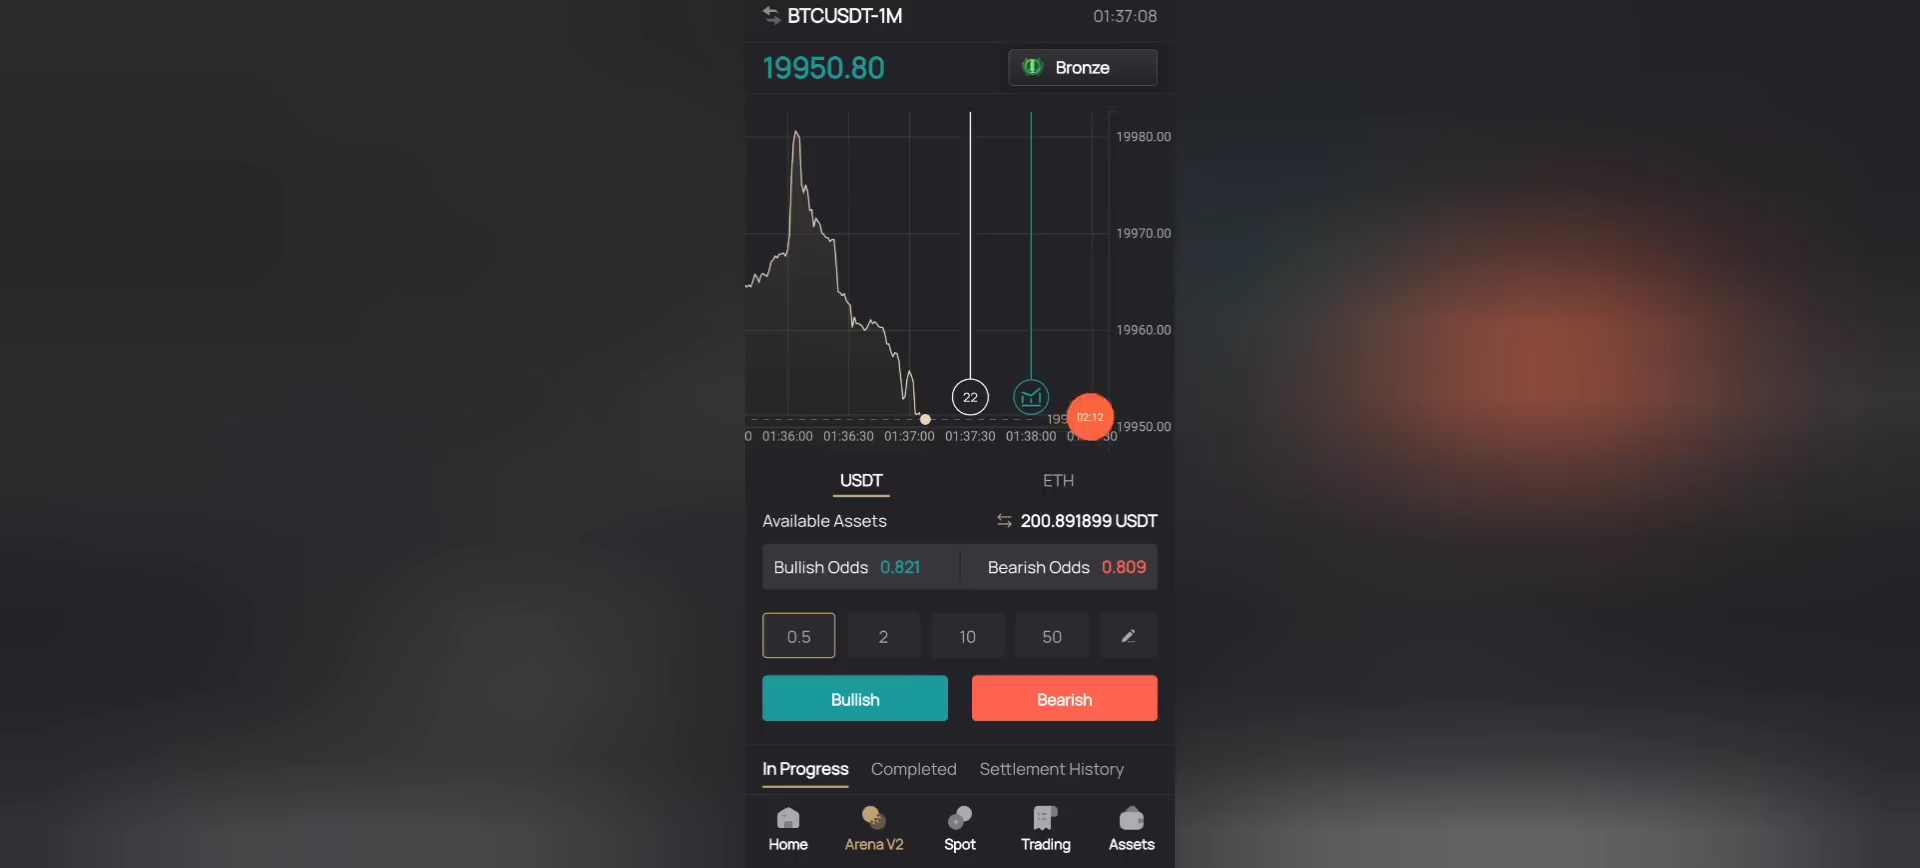 BTCUSDT-1M 01:37:08
19950.80 Bronze
19980.00
19970.00
19960.00
22
02:12
19950.00
01:36:00 01:36:30 01:37:00 01:37:30 01:38:00
USDT ETH
Available Assets 200.891899 USDT
Bullish Odds 0.821 Bearish Odds 0.809
0.5 2 10 50
Bullish Bearish
In Progress Completed Settlement History
Home Arena V2 Spot Trading Assets